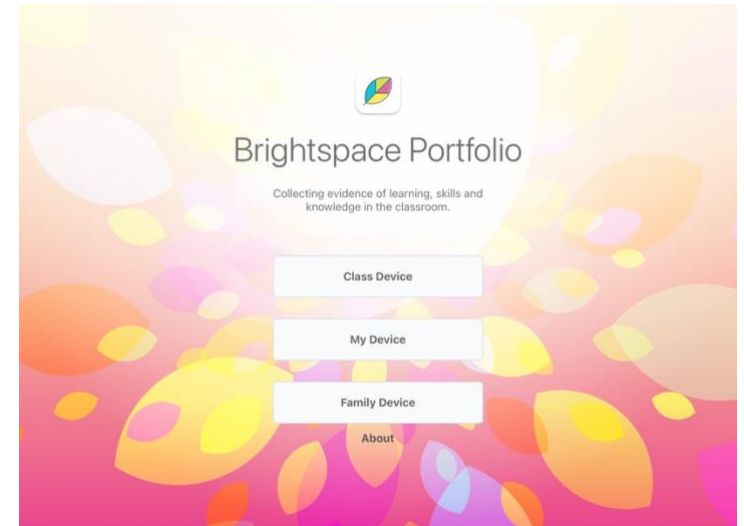 Brightspace Portfolio
Collecting evidence of learning, skills and
knowledge in the classroom.
Class Device
My Device
Family Device
About